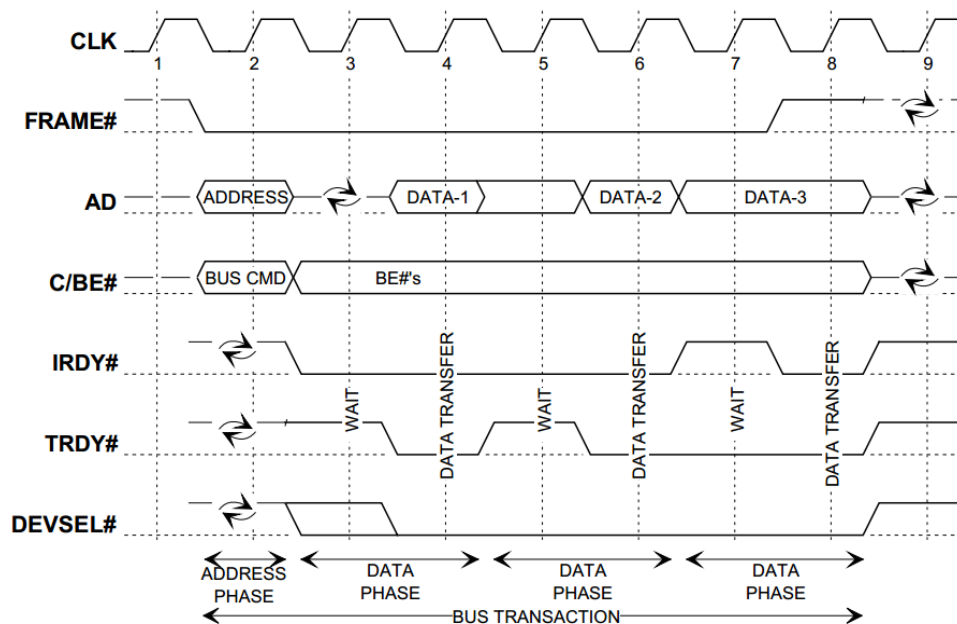 CLK
1 2 3 4 5 6 7 8 9
FRAME#
AD
ADDRESS DATA-1 DATA-2 DATA-3
C/BE#
BUS CMD BE#'s
IRDY#
TRDY#
WAIT
DATA TRANSFER
WAIT
DATA TRANSFER
WAIT
DATA TRANSFER
DEVSEL#
ADDRESS
PHASE
DATA
PHASE
DATA
PHASE
DATA
PHASE
BUS TRANSACTION